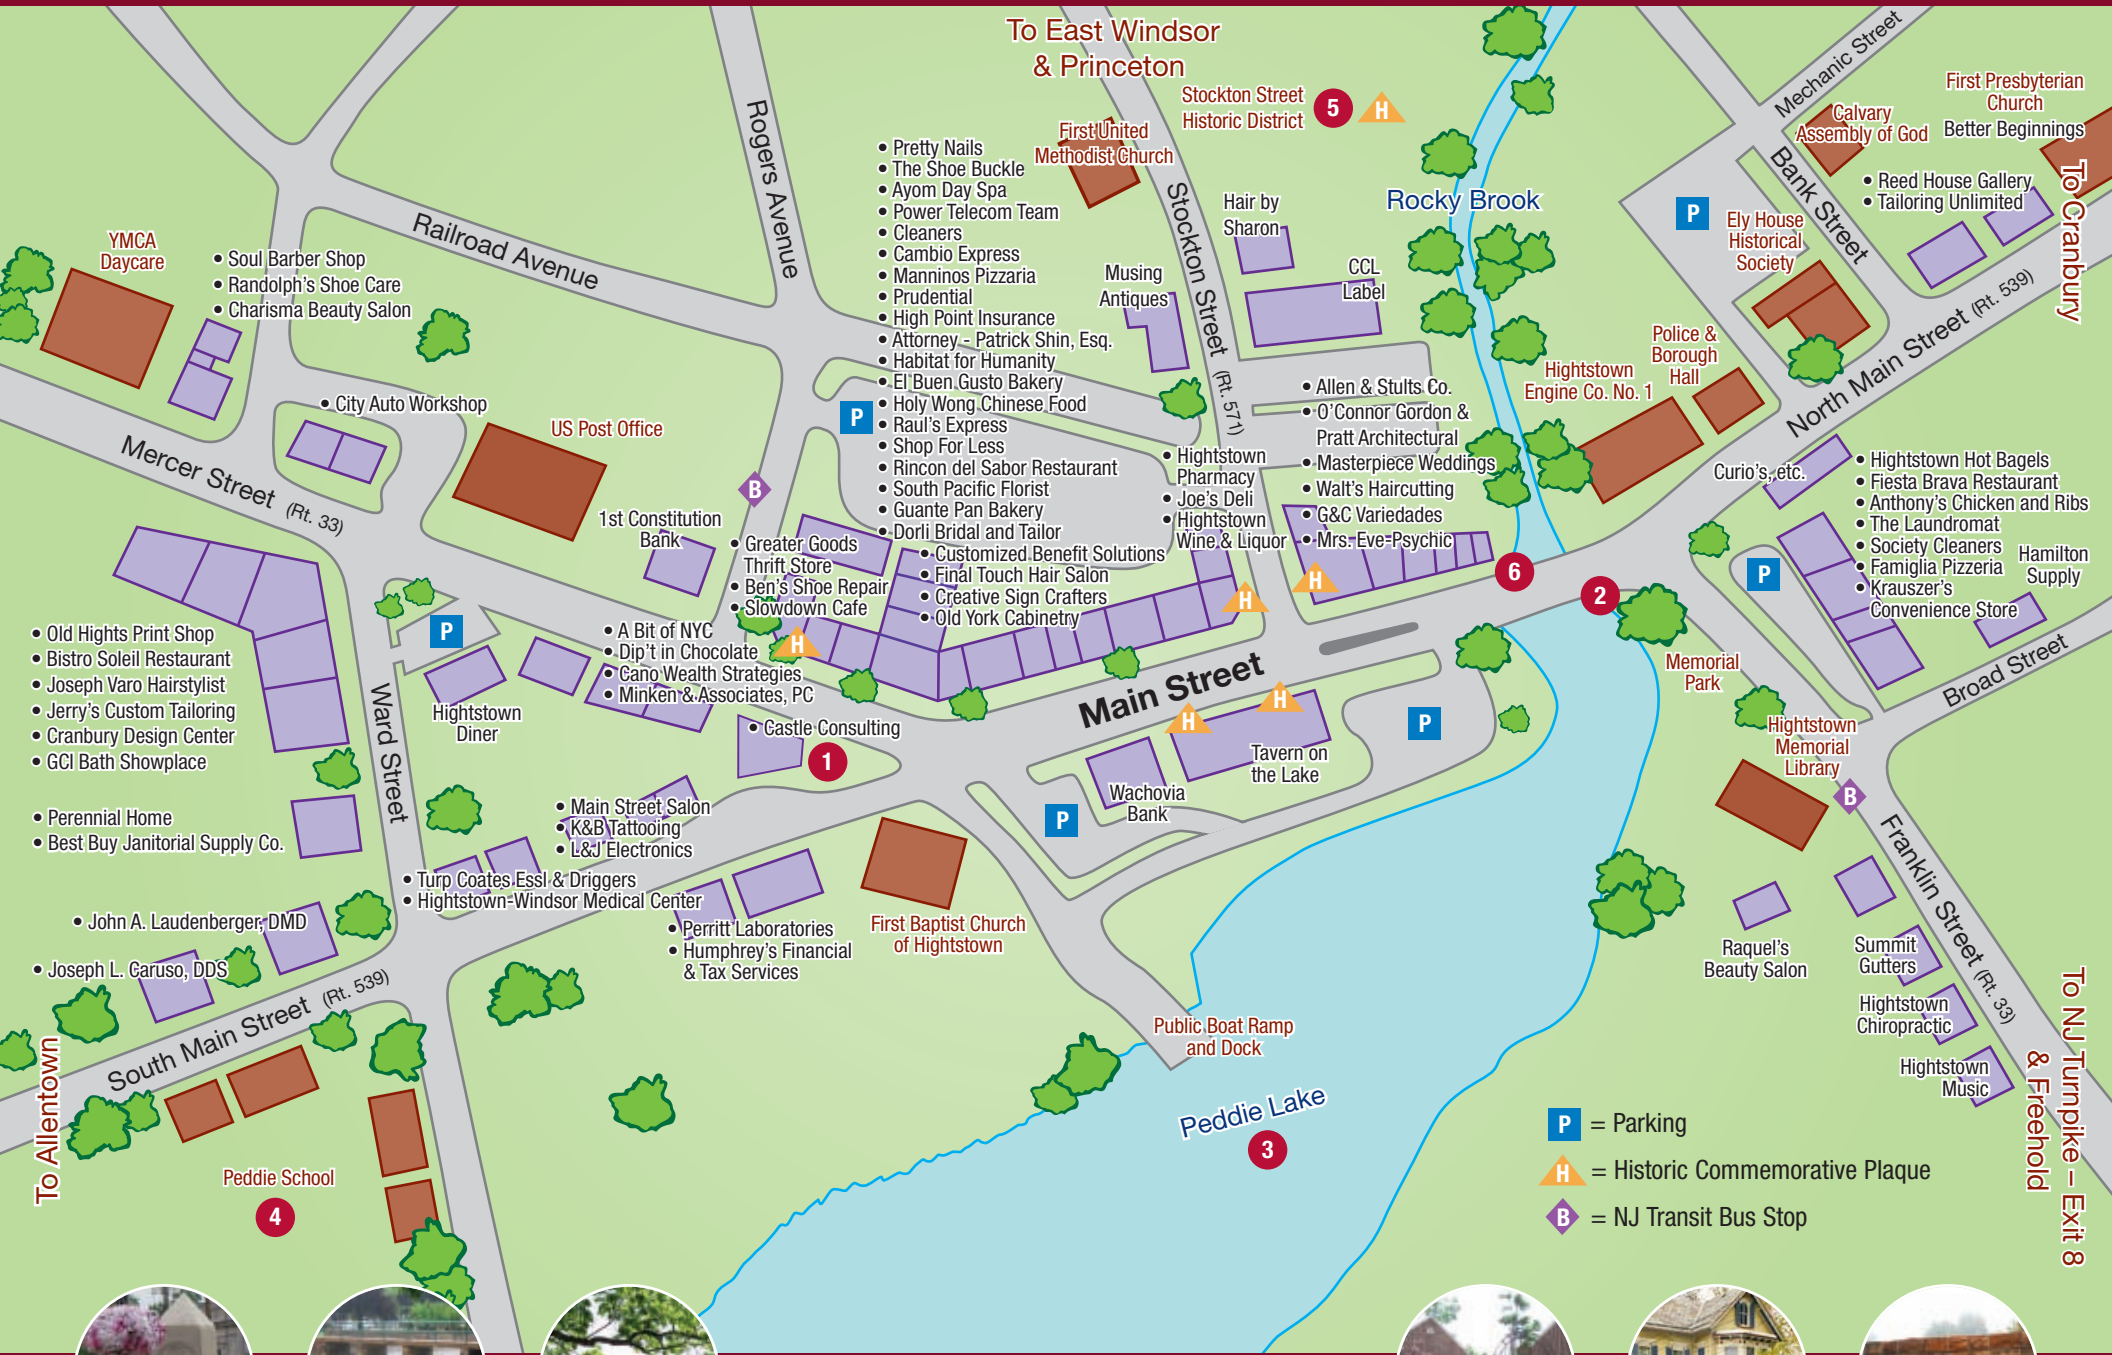 To East Windsor
& Princeton
Stockton Street
Historic District
5
H
First United
Methodist Church
Rogers Avenue
Railroad Avenue
Stockton Street (Rt. 571)
Rocky Brook
Mechanic Street
Bank Street
Calvary
Assembly of God
First Presbyterian
Church
Better Beginnings
• Reed House Gallery
• Tailoring Unlimited
To Cranbury
P
Ely House
Historical
Society
North Main Street (Rt. 539)
Police &
Borough
Hall
Hightstown
Engine Co. No. 1
YMCA
Daycare
• Soul Barber Shop
• Randolph's Shoe Care
• Charisma Beauty Salon
• City Auto Workshop
US Post Office
Mercer Street (Rt. 33)
1st Constitution
Bank
B
P
• Pretty Nails
• The Shoe Buckle
• Ayom Day Spa
• Power Telecom Team
• Cleaners
• Cambio Express
• Manninos Pizzaria
• Prudential
• High Point Insurance
• Attorney - Patrick Shin, Esq.
• Habitat for Humanity
• El Buen Gusto Bakery
• Holy Wong Chinese Food
• Raul's Express
• Shop For Less
• Rincon del Sabor Restaurant
• South Pacific Florist
• Guante Pan Bakery
• Dorli Bridal and Tailor
• Customized Benefit Solutions
• Final Touch Hair Salon
• Creative Sign Crafters
• Old York Cabinetry
Musing
Antiques
Hair by
Sharon
CCL
Label
• Hightstown
Pharmacy
• Joe's Deli
• Hightstown
Wine & Liquor
• Allen & Stults Co.
• O'Connor Gordon &
Pratt Architectural
• Masterpiece Weddings
• Walt's Haircutting
• G&C Variedades
• Mrs. Eve-Psychic
Curio's, etc.
• Hightstown Hot Bagels
• Fiesta Brava Restaurant
• Anthony's Chicken and Ribs
• The Laundromat
• Society Cleaners
• Famiglia Pizzeria
• Krauszer's
Convenience Store
Hamilton
Supply
P
Broad Street
• Greater Goods
Thrift Store
• Ben's Shoe Repair
• Slowdown Cafe
H
H
H
6
2
• A Bit of NYC
• Dip't in Chocolate
• Cano Wealth Strategies
• Minken & Associates, PC
• Castle Consulting
1
P
Hightstown
Diner
Ward Street
• Old Hights Print Shop
• Bistro Soleil Restaurant
• Joseph Varo Hairstylist
• Jerry's Custom Tailoring
• Cranbury Design Center
• GCI Bath Showplace
• Perennial Home
• Best Buy Janitorial Supply Co.
Main Street
H
H
Tavern on
the Lake
Wachovia
Bank
P
P
Memorial
Park
Hightstown
Memorial
Library
B
Franklin Street (Rt. 33)
• Main Street Salon
• K&B Tattooing
• L&J Electronics
• Turp Coates Essl & Driggers
• Hightstown-Windsor Medical Center
• Perritt Laboratories
• Humphrey's Financial
& Tax Services
First Baptist Church
of Hightstown
• John A. Laudenberger, DMD
• Joseph L. Caruso, DDS
South Main Street (Rt. 539)
To Allentown
Peddie School
4
Public Boat Ramp
and Dock
Peddie Lake
3
Raquel's
Beauty Salon
Summit
Gutters
Hightstown
Chiropractic
Hightstown
Music
To NJ Turnpike – Exit 8
& Freehold
P = Parking
H = Historic Commemorative Plaque
B = NJ Transit Bus Stop